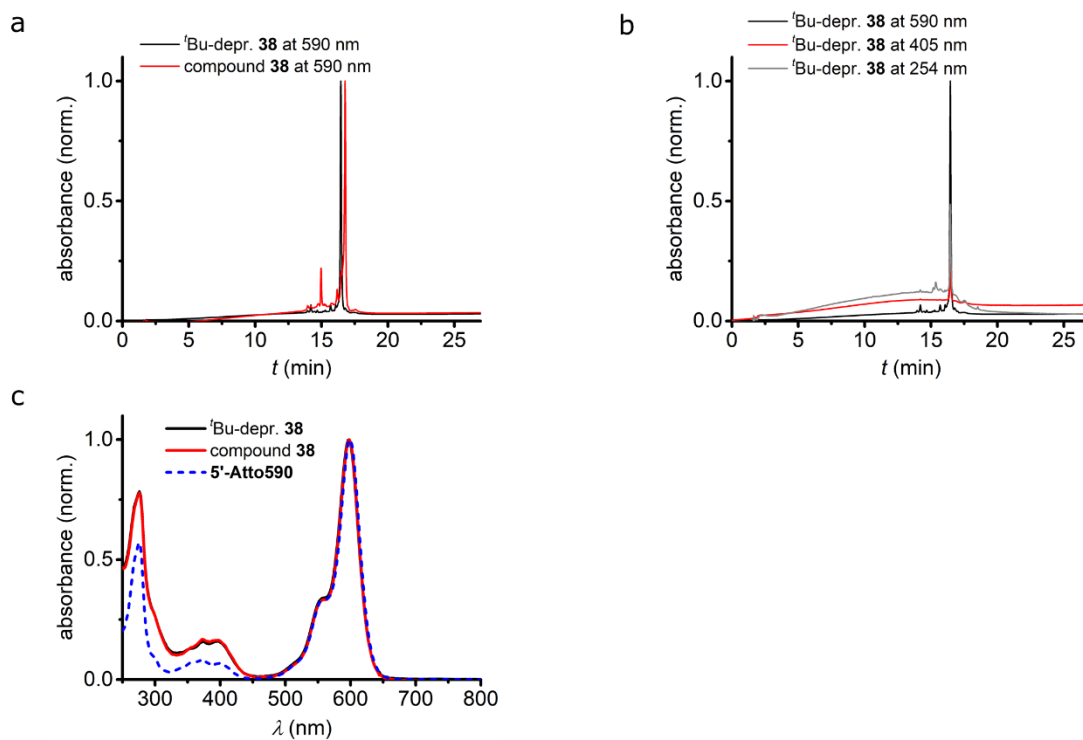 a
ᵗBu-depr. 38 at 590 nm
compound 38 at 590 nm
1.0
0.5
0.0
absorbance (norm.)
0 5 10 15 20 25
t (min)
b
ᵗBu-depr. 38 at 590 nm
ᵗBu-depr. 38 at 405 nm
ᵗBu-depr. 38 at 254 nm
1.0
0.5
0.0
absorbance (norm.)
0 5 10 15 20 25
t (min)
c
ᵗBu-depr. 38
compound 38
5'-Atto590
1.0
0.5
0.0
absorbance (norm.)
300 400 500 600 700 800
λ (nm)